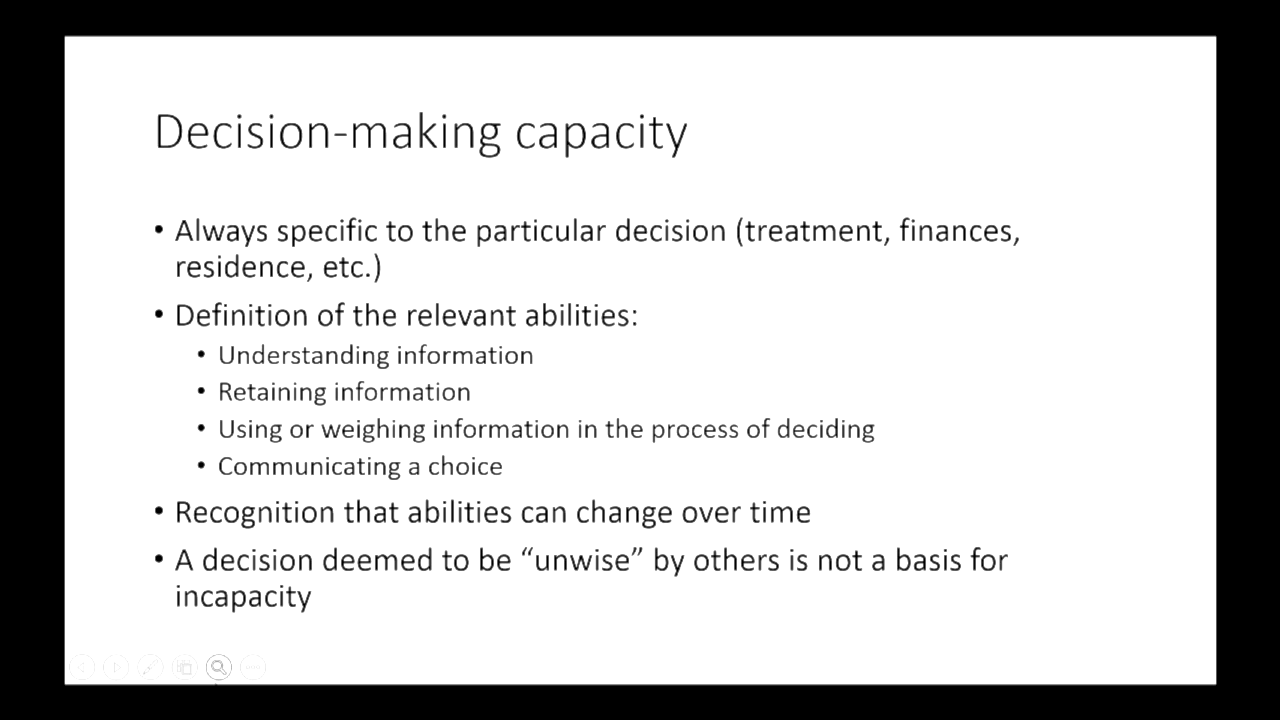 Decision-making capacity
• Always specific to the particular decision (treatment, finances,
residence, etc.)
• Definition of the relevant abilities:
• Understanding information
• Retaining information
• Using or weighing information in the process of deciding
• Communicating a choice
• Recognition that abilities can change over time
• A decision deemed to be “unwise” by others is not a basis for
incapacity